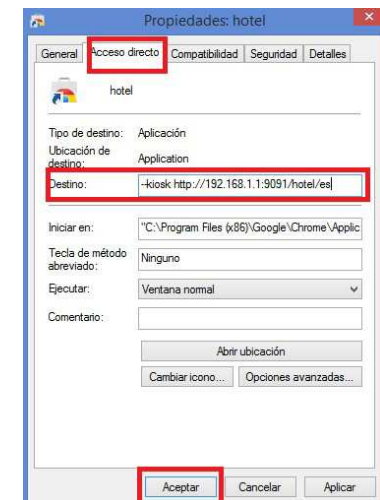 Propiedades: hotel
General Acceso directo Compatibilidad Seguridad Detalles
hotel
Tipo de destino: Aplicación
Ubicación de destino: Application
Destino: --kiosk http://192.168.1.1:9091/hotel/es
Iniciar en: "C:\Program Files (x86)\Google\Chrome\Applic
Tecla de método abreviado: Ninguno
Ejecutar: Ventana normal
Comentario:
Abrir ubicación
Cambiar icono... Opciones avanzadas...
Aceptar Cancelar Aplicar